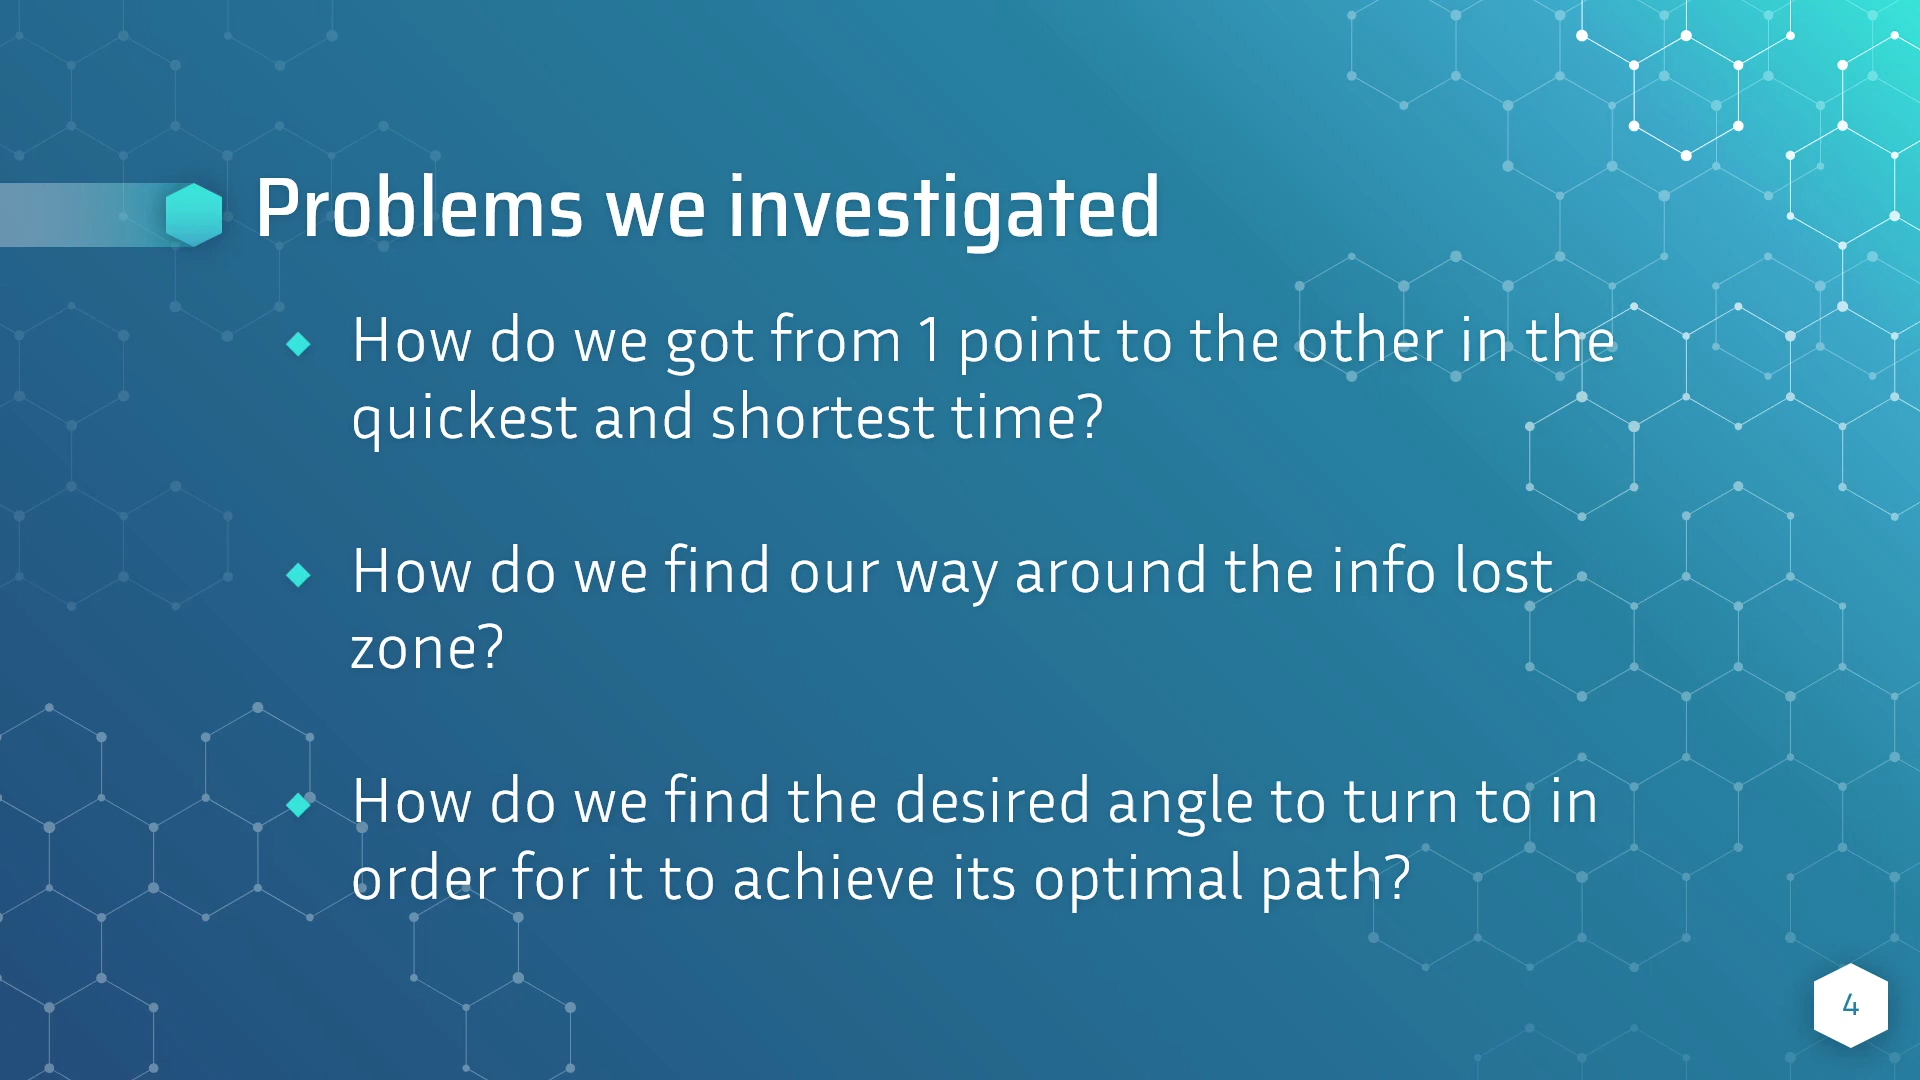 Problems we investigated
How do we got from 1 point to the other in the
quickest and shortest time?
How do we find our way around the info lost
zone?
How do we find the desired angle to turn to in
order for it to achieve its optimal path?
4